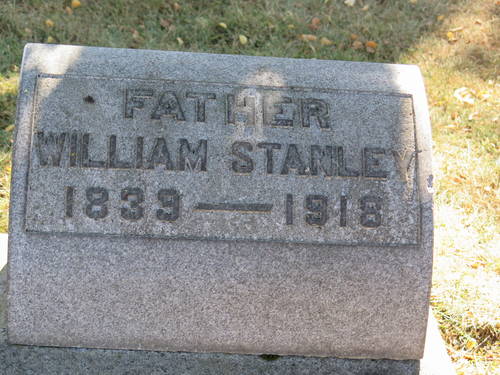 FATHER
WILLIAM STANLEY
1839 — 1918